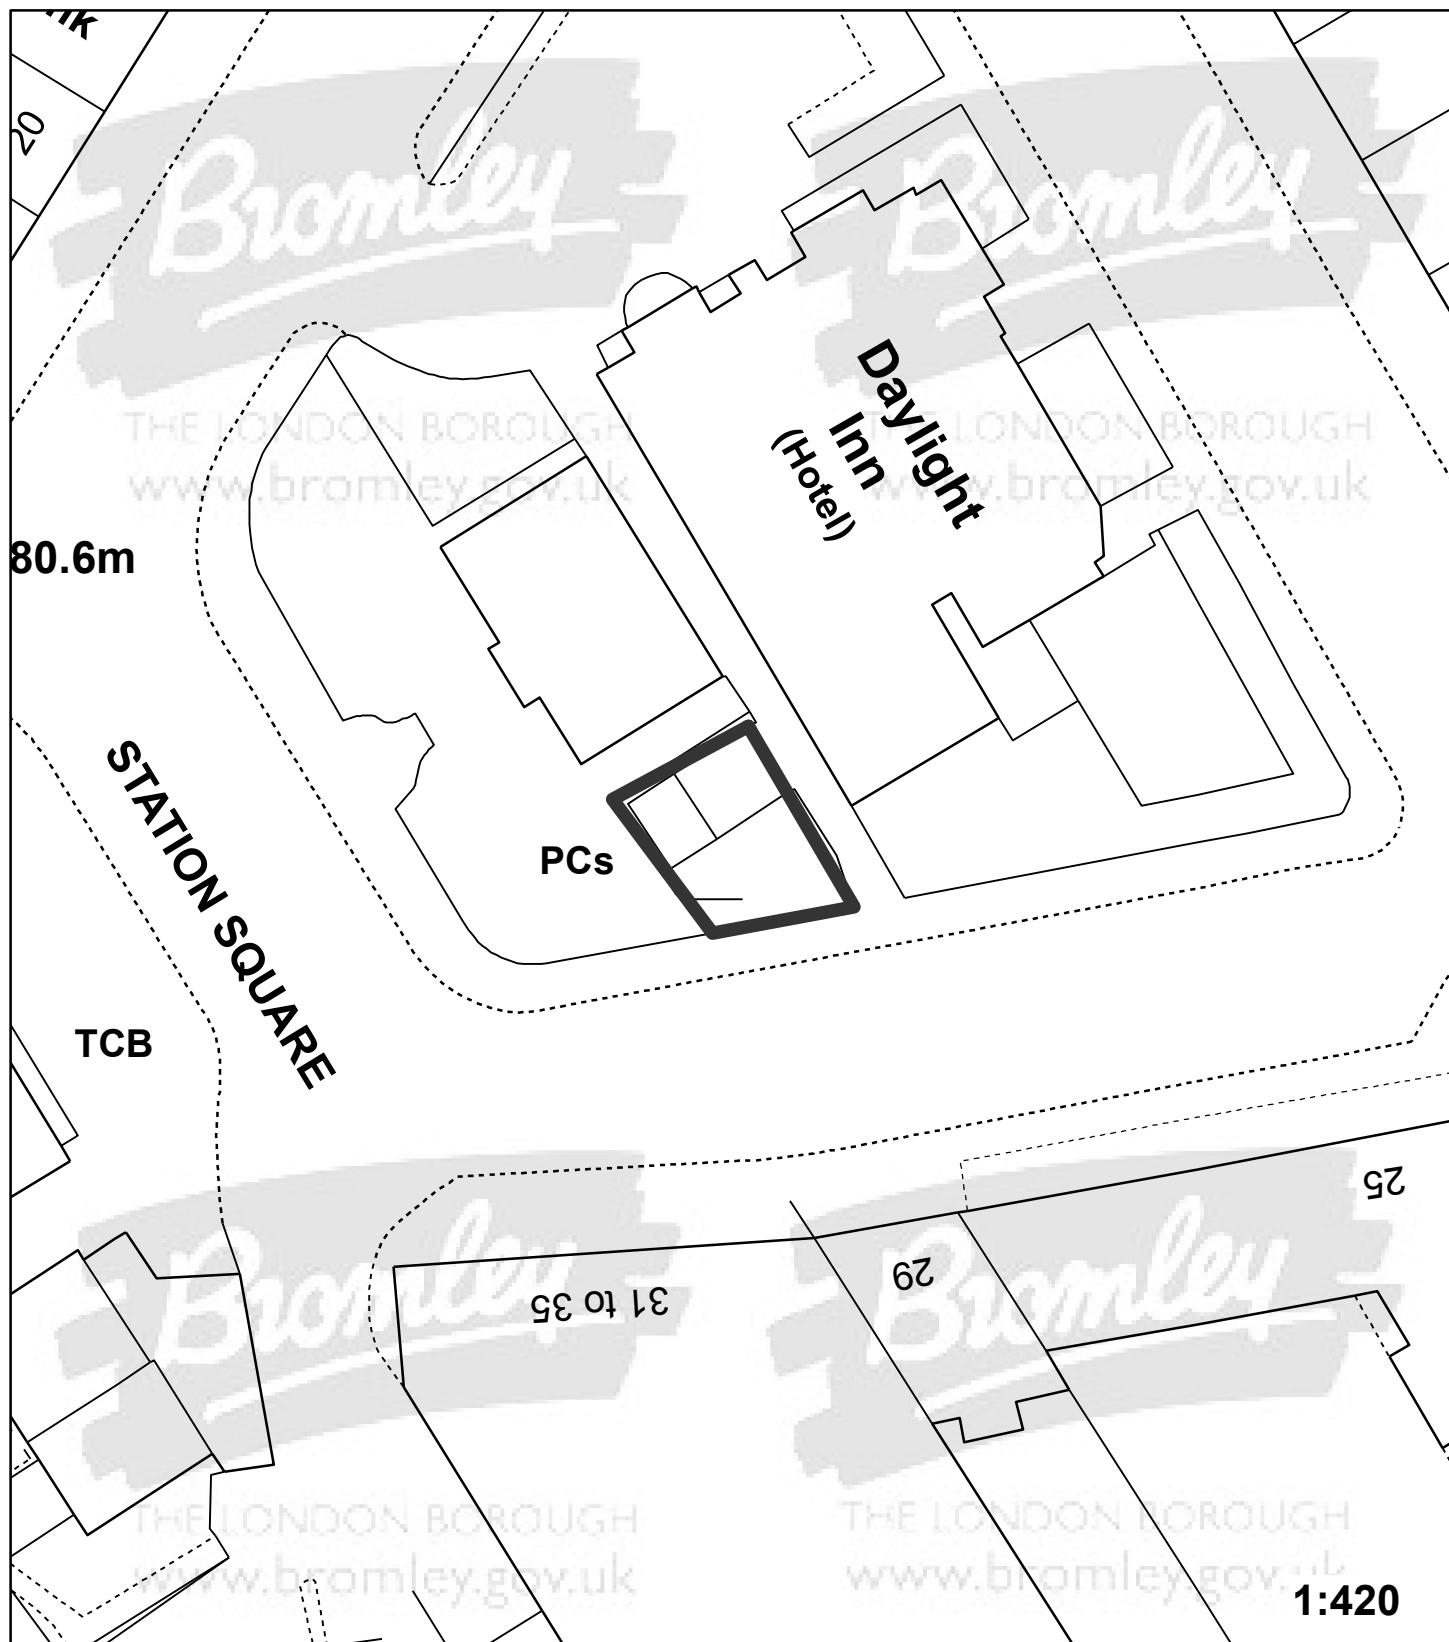 nk
20
Bromley
THE LONDON BOROUGH
www.bromley.gov.uk
Bromley
THE LONDON BOROUGH
www.bromley.gov.uk
Daylight
Inn
(Hotel)
80.6m
STATION SQUARE
PCs
TCB
25
29
31 to 35
Bromley
THE LONDON BOROUGH
www.bromley.gov.uk
Bromley
THE LONDON BOROUGH
www.bromley.gov.uk
1:420